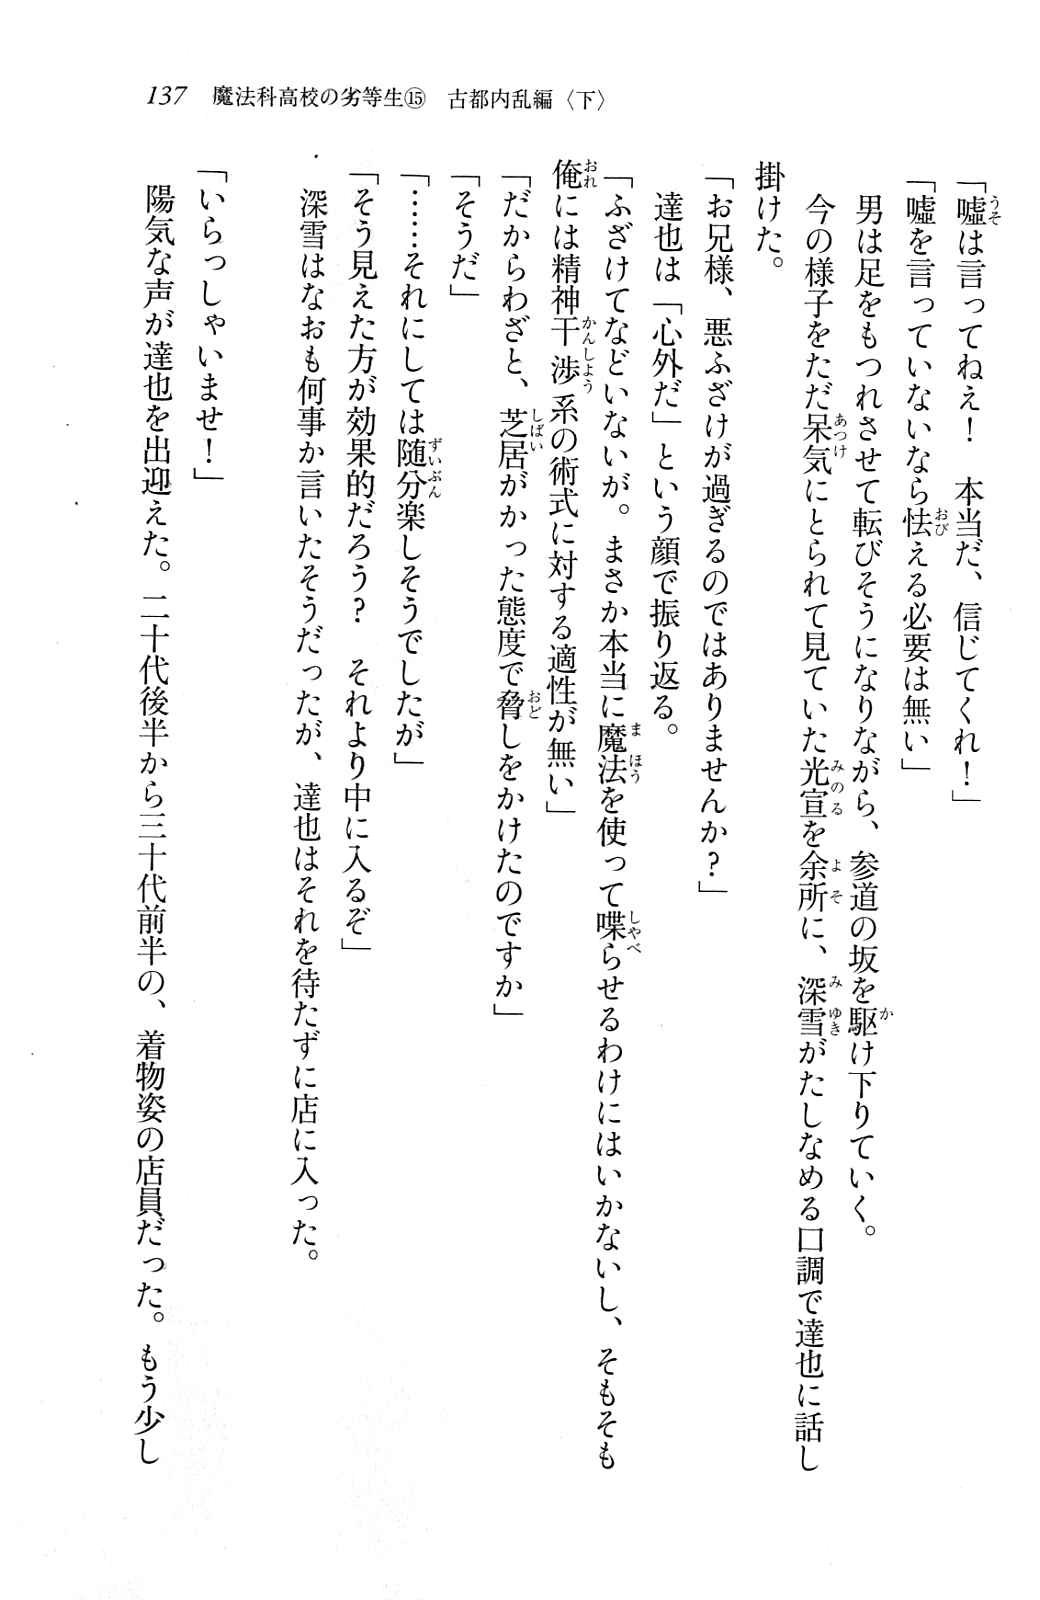 137 魔法科高校の劣等生⑮ 古都内乱編〈下〉
「嘘は言ってねえ！　本当だ、信じてくれ！」
「嘘を言っていないなら怯える必要は無い」
　男は足をもつれさせて転びそうになりながら、参道の坂を駆け下りていく。
　今の様子をただ呆気にとられて見ていた光宣を余所に、深雪がたしなめる口調で達也に話し
掛けた。
「お兄様、悪ふざけが過ぎるのではありませんか？」
　達也は「心外だ」という顔で振り返る。
「ふざけてなどいないが。まさか本当に魔法を使って喋らせるわけにはいかないし、そもそも
俺には精神干渉系の術式に対する適性が無い」
「だからわざと、芝居がかった態度で脅しをかけたのですか」
「そうだ」
「……それにしては随分楽しそうでしたが」
「そう見えた方が効果的だろう？　それより中に入るぞ」
　深雪はなおも何事か言いたそうだったが、達也はそれを待たずに店に入った。
「いらっしゃいませ！」
　陽気な声が達也を出迎えた。二十代後半から三十代前半の、着物姿の店員だった。もう少し